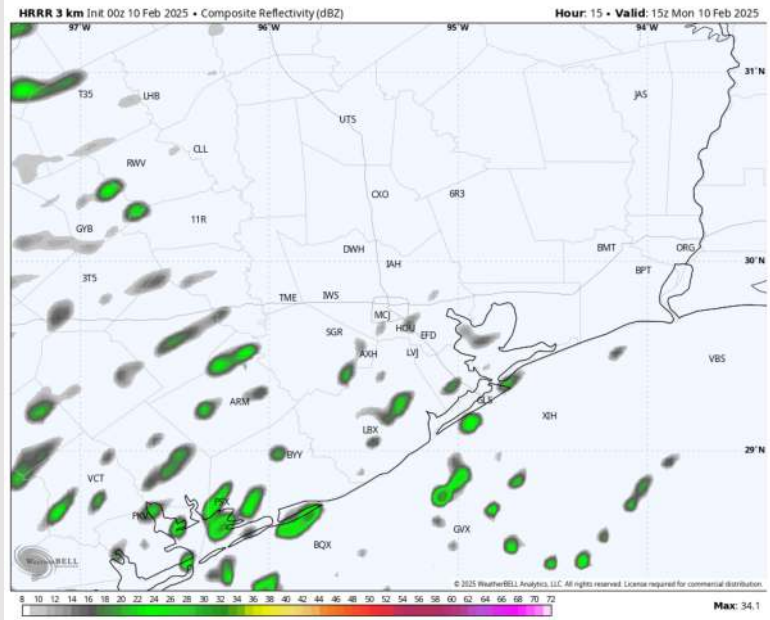 HRRR 3 km Init 00z 10 Feb 2025 • Composite Reflectivity (dBZ) Hour: 15 • Valid: 15z Mon 10 Feb 2025
97°W 96°W 95°W 94°W
31°N
T35 LHB JAS
UTS
CLL
RWV
CXO 6R3
11R
GYB
DWH BMT ORG
IAH 30°N
BPT
3T5
TME IWS
MCJ
SGR HOU EFD
AXH LVJ VBS
ARM GLS
XIH
LBX
BYY 29°N
VCT
PSX
PKV
GVX
BQX
WeatherBELL
© 2025 WeatherBELL Analytics, LLC. All rights reserved. License required for commercial distribution.
8 10 12 14 16 18 20 22 24 26 28 30 32 34 36 38 40 42 44 46 48 50 52 54 56 58 60 62 64 66 68 70 72
Max: 34.1